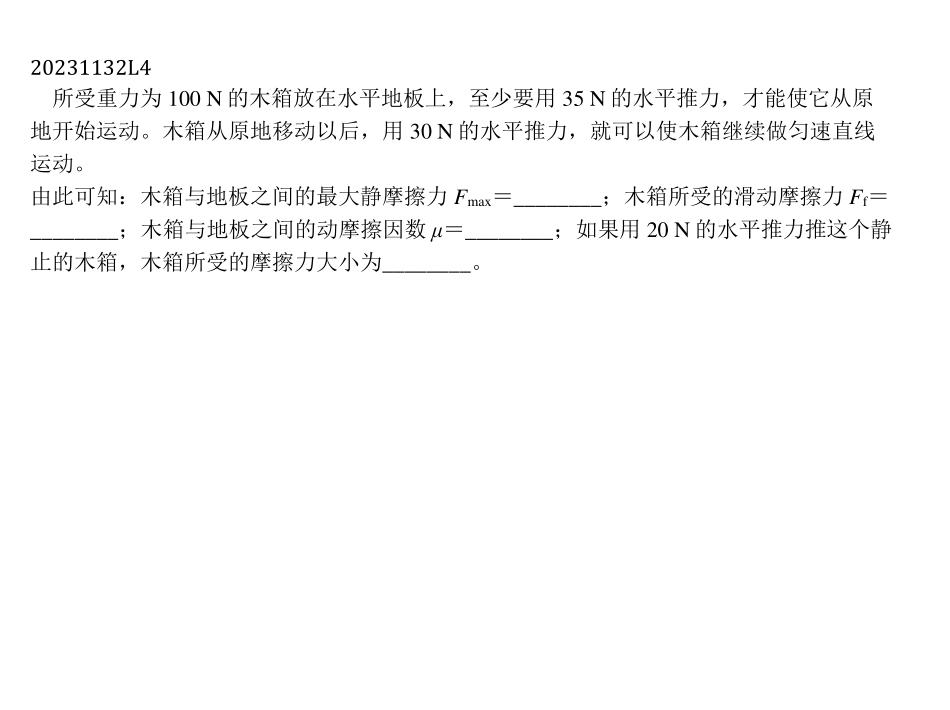 20231132L4
所受重力为 100 N 的木箱放在水平地板上，至少要用 35 N 的水平推力，才能使它从原
地开始运动。木箱从原地移动以后，用 30 N 的水平推力，就可以使木箱继续做匀速直线
运动。
由此可知：木箱与地板之间的最大静摩擦力 Fmax＝________；木箱所受的滑动摩擦力 Ff＝
________；木箱与地板之间的动摩擦因数 μ＝________；如果用 20 N 的水平推力推这个静
止的木箱，木箱所受的摩擦力大小为________。